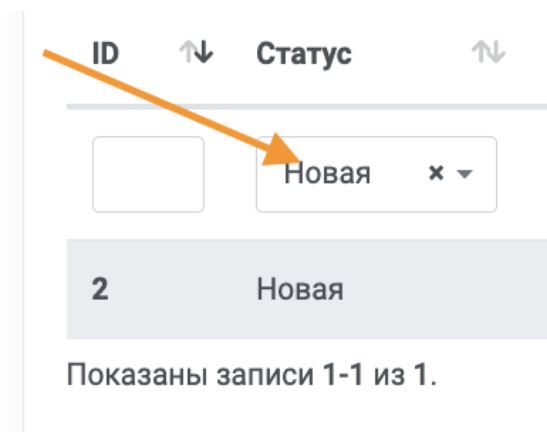 ID Статус
Новая ×
2 Новая
Показаны записи 1-1 из 1.